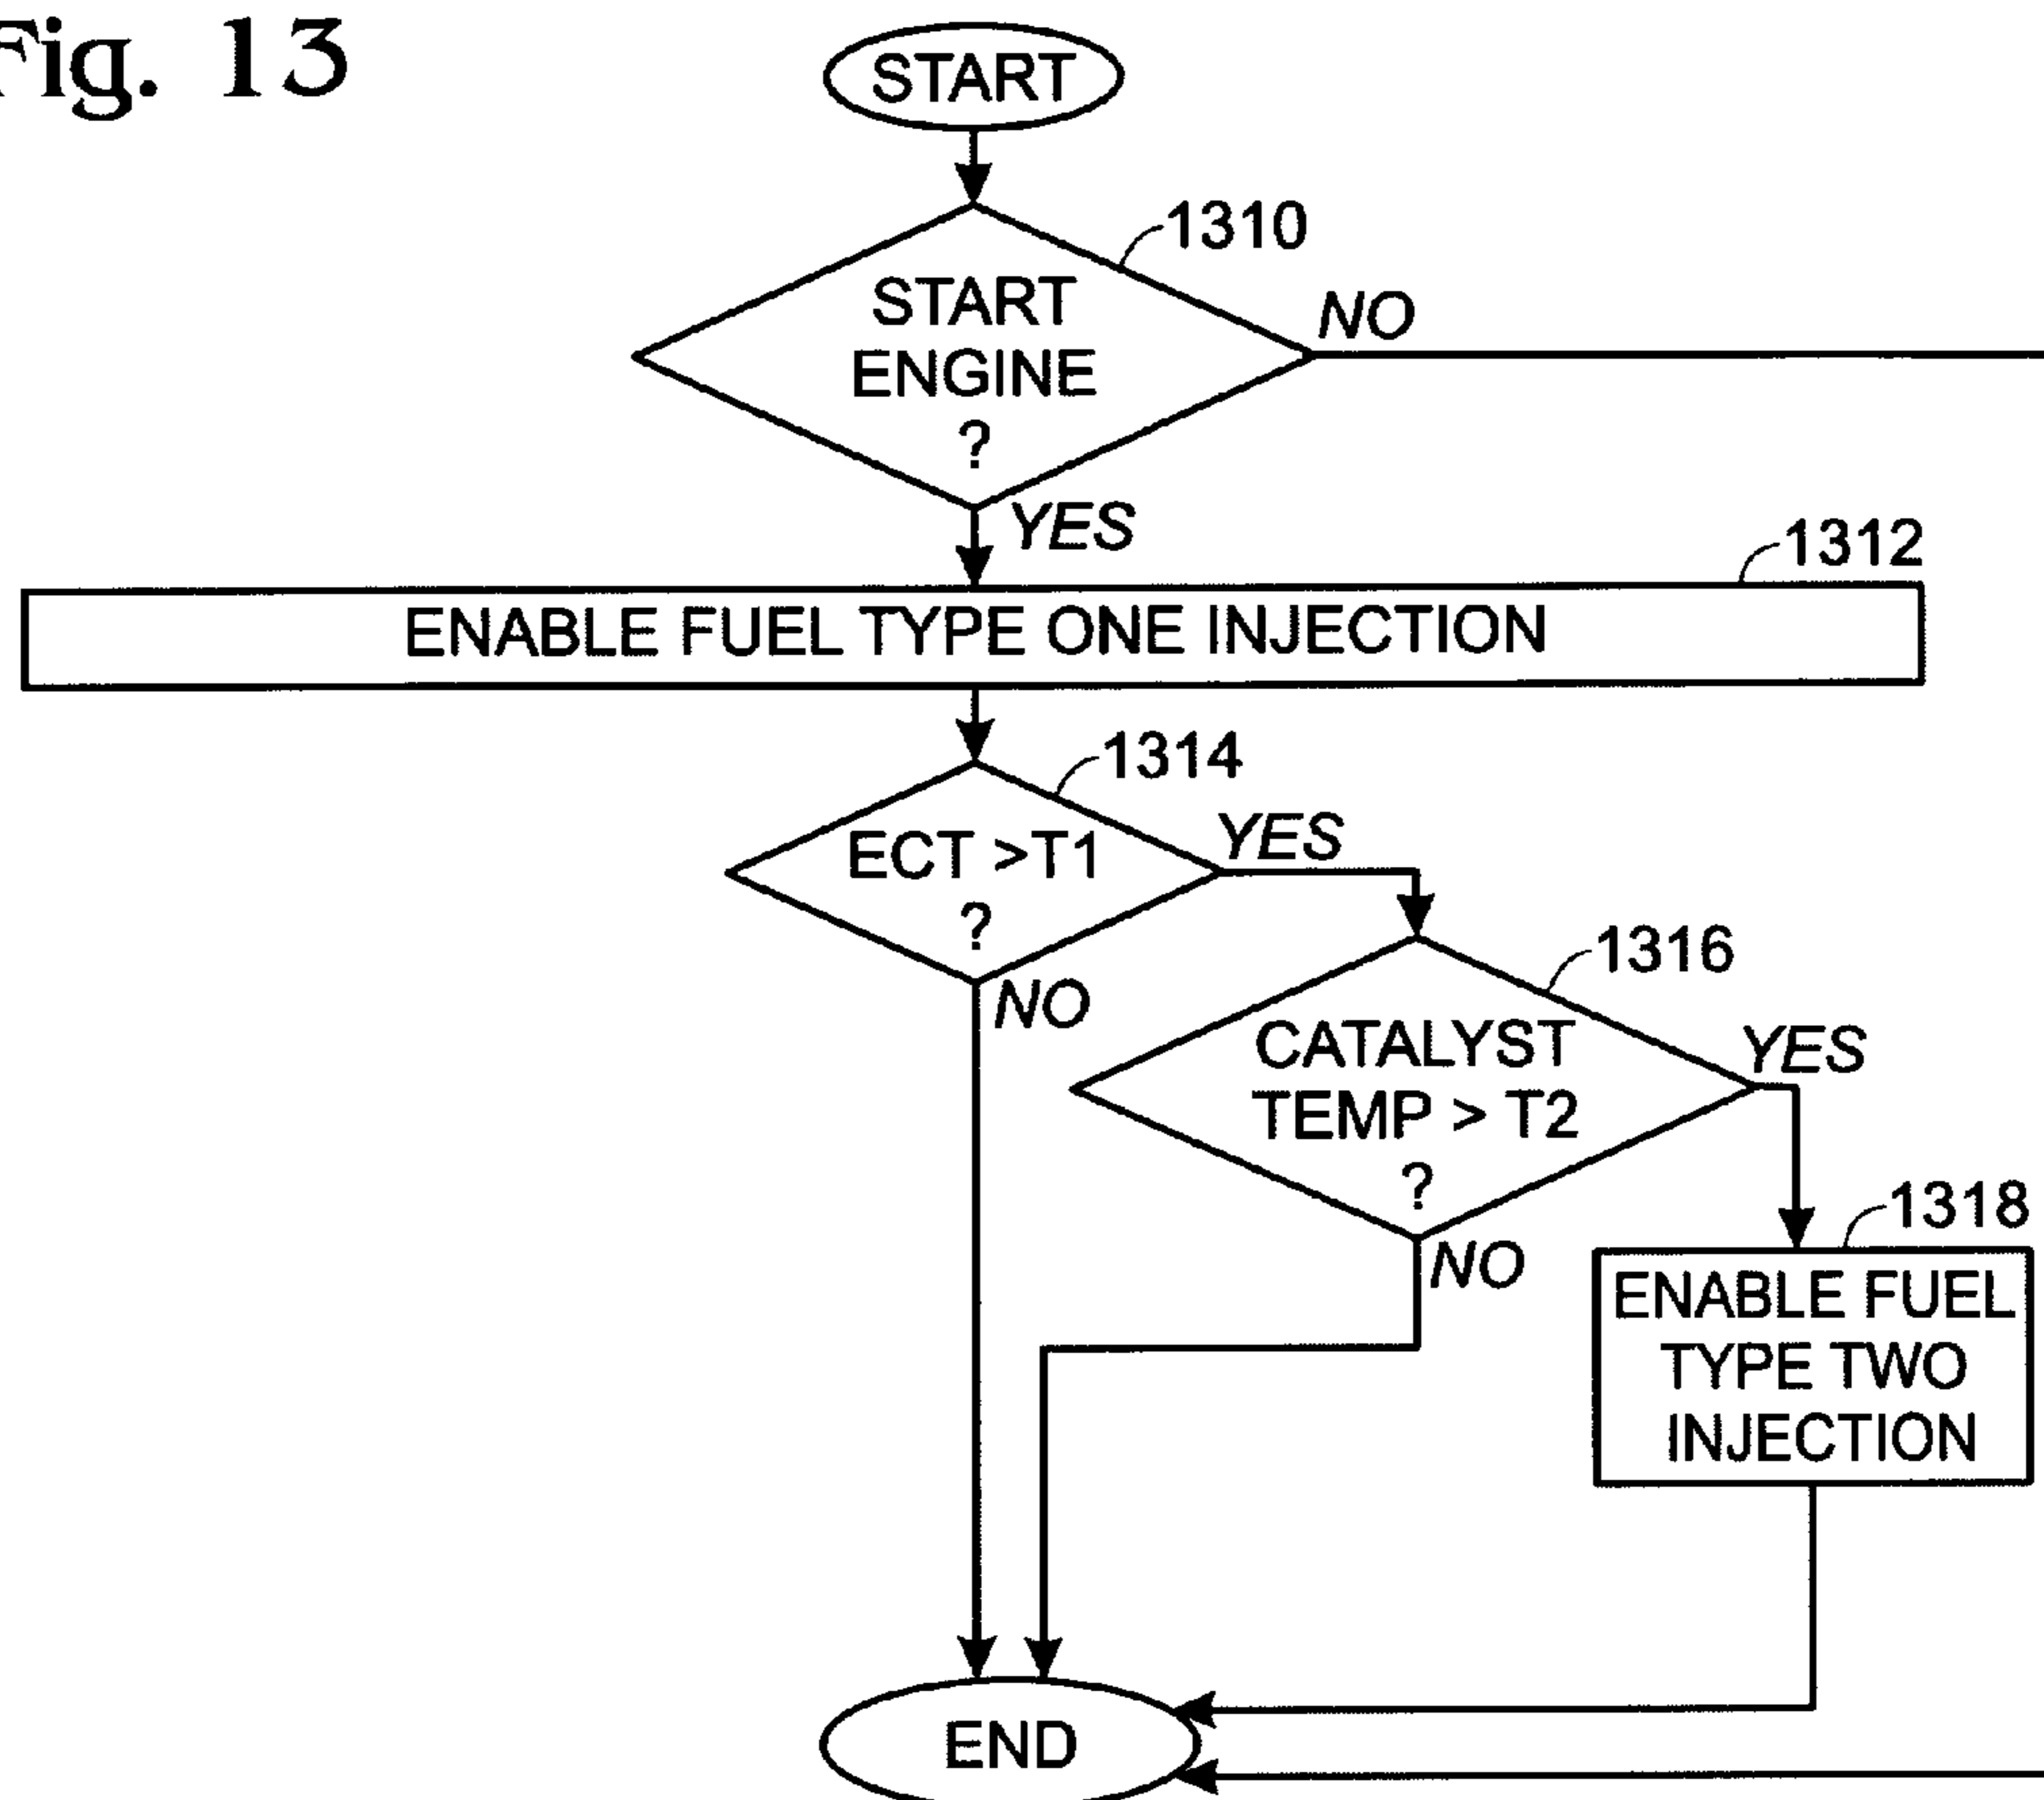 Fig. 13
START
1310
START
ENGINE
?
NO
YES
1312
ENABLE FUEL TYPE ONE INJECTION
1314
ECT >T1
?
YES
NO
1316
CATALYST
TEMP > T2
?
YES
NO
1318
ENABLE FUEL
TYPE TWO
INJECTION
END